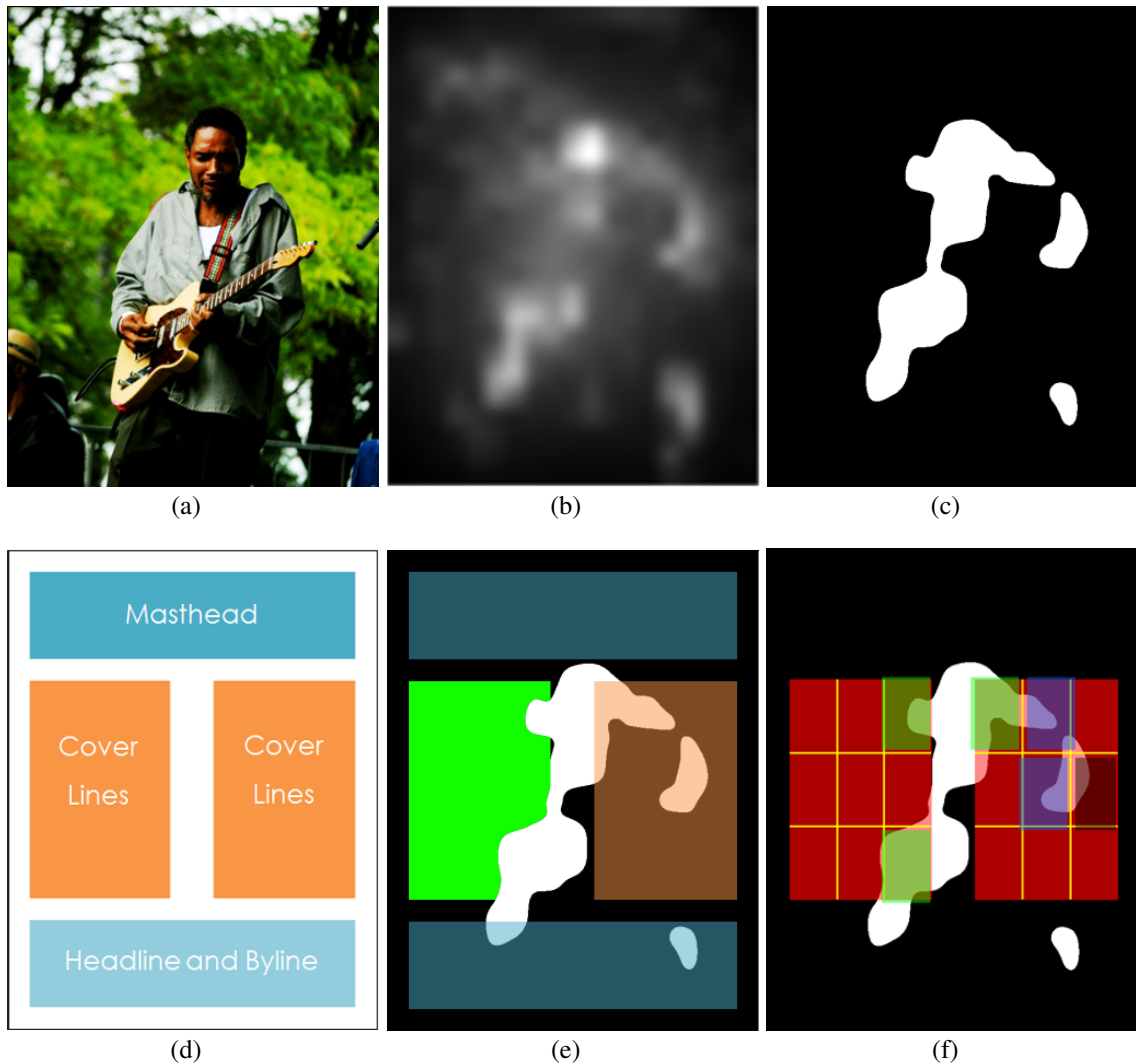 (a)
(b)
(c)
Masthead
Cover
Lines
Cover
Lines
Headline and Byline
(d)
(e)
(f)